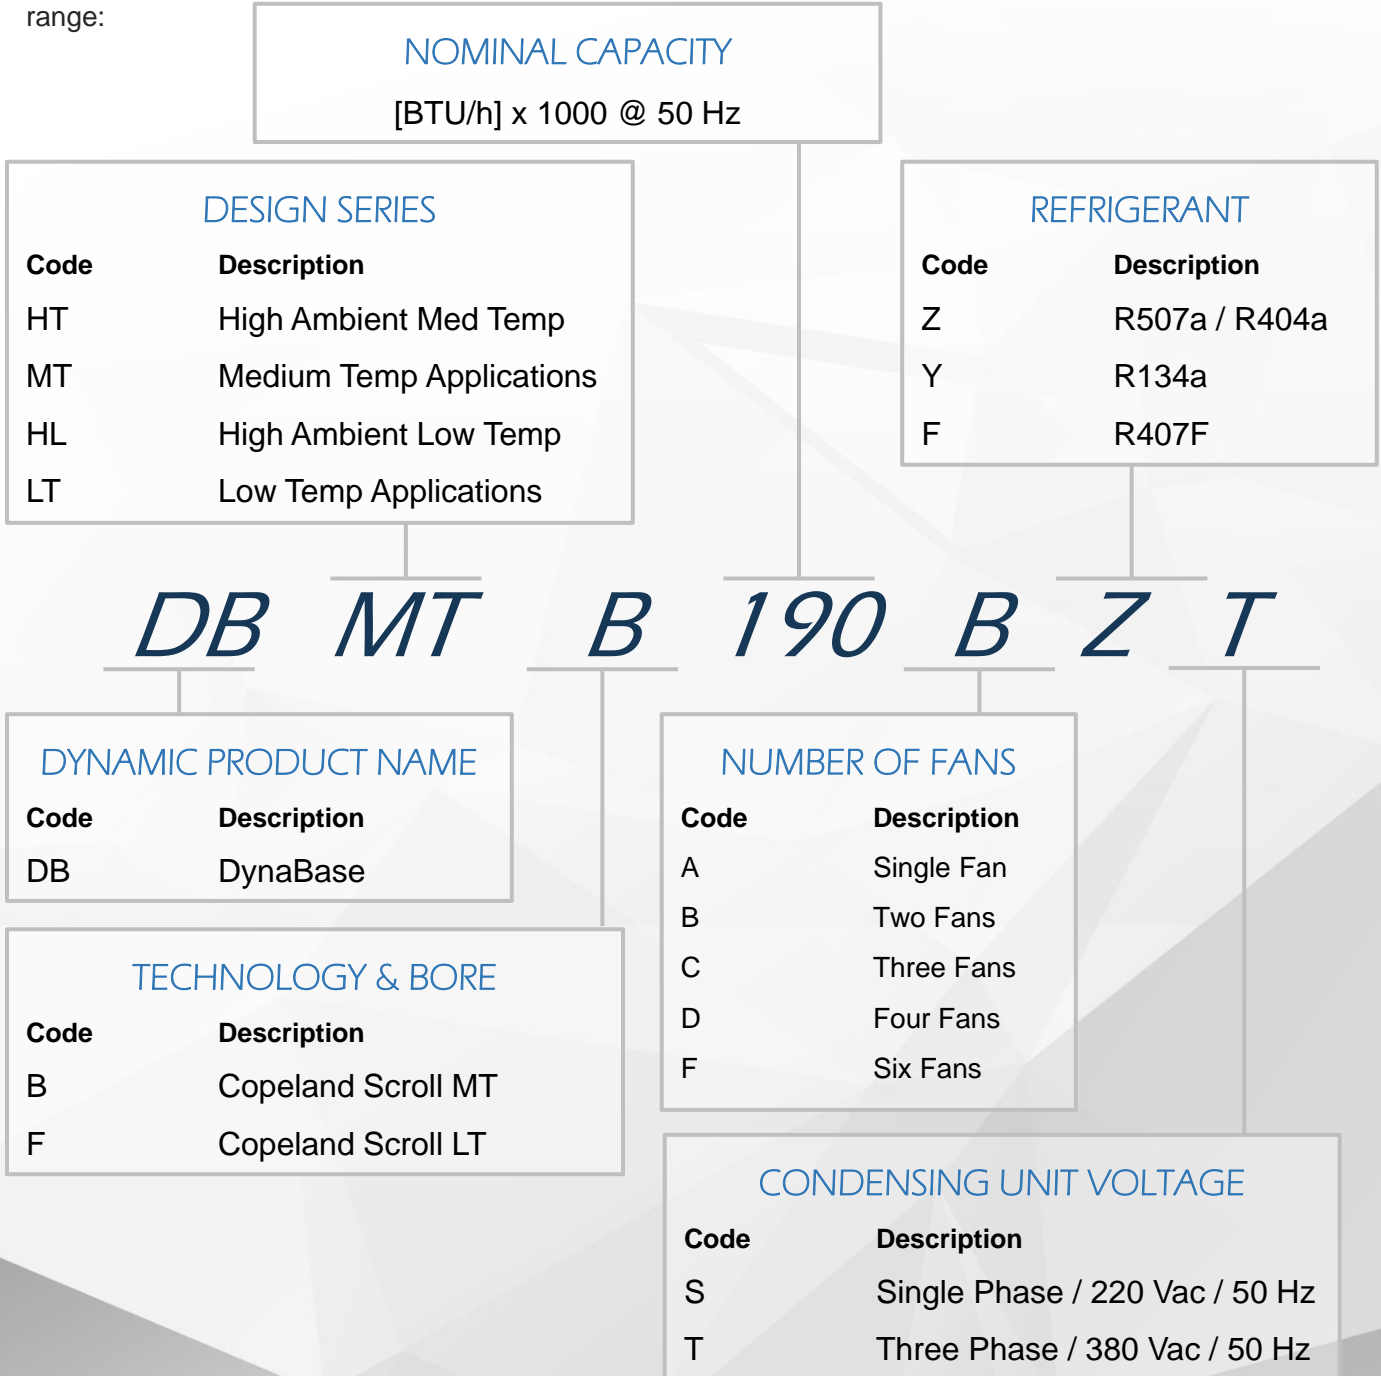 range:
NOMINAL CAPACITY
[BTU/h] x 1000 @ 50 Hz
DESIGN SERIES
Code Description
HT High Ambient Med Temp
MT Medium Temp Applications
HL High Ambient Low Temp
LT Low Temp Applications
REFRIGERANT
Code Description
Z R507a / R404a
Y R134a
F R407F
DB MT B 190 B Z T
DYNAMIC PRODUCT NAME
Code Description
DB DynaBase
TECHNOLOGY & BORE
Code Description
B Copeland Scroll MT
F Copeland Scroll LT
NUMBER OF FANS
Code Description
A Single Fan
B Two Fans
C Three Fans
D Four Fans
F Six Fans
CONDENSING UNIT VOLTAGE
Code Description
S Single Phase / 220 Vac / 50 Hz
T Three Phase / 380 Vac / 50 Hz